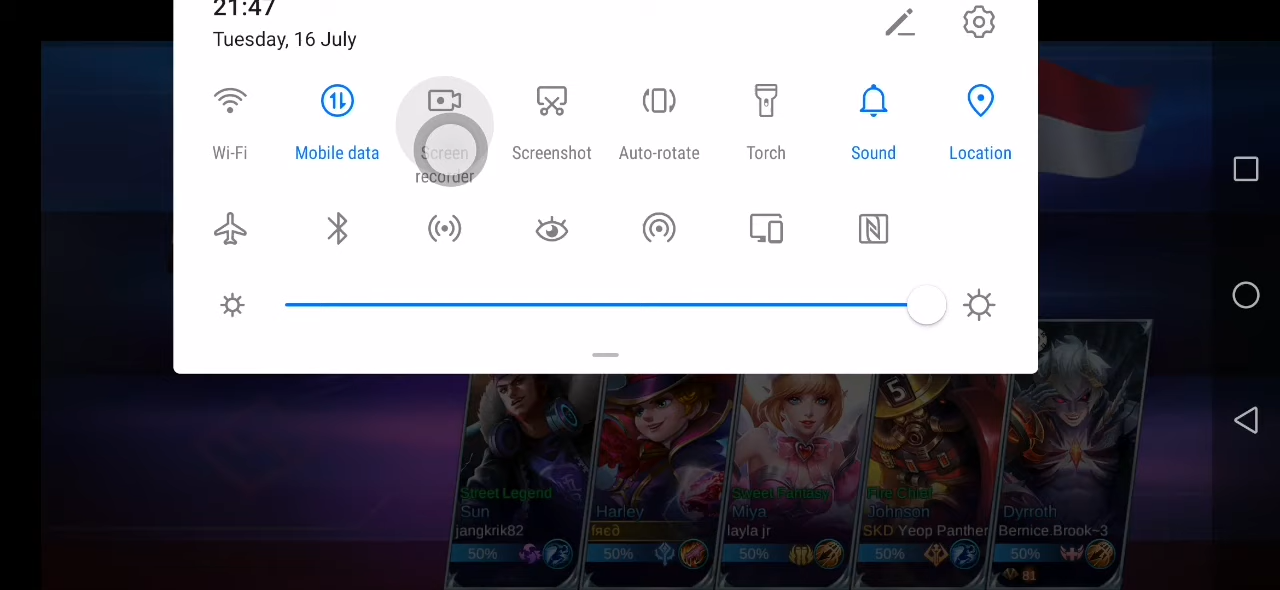 21:47
Tuesday, 16 July
Wi-Fi
Mobile data
Screen
recorder
Screenshot
Auto-rotate
Torch
Sound
Location
5
Street Legend
Sun
jangkrik82
50%
Harley
fяєδ
50%
Sweet Fantasy
Miya
layla jr
50%
Fire Chief
Johnson
SKD Yeop Panther
50%
Dyrroth
Bernice.Brook~3
50%
81